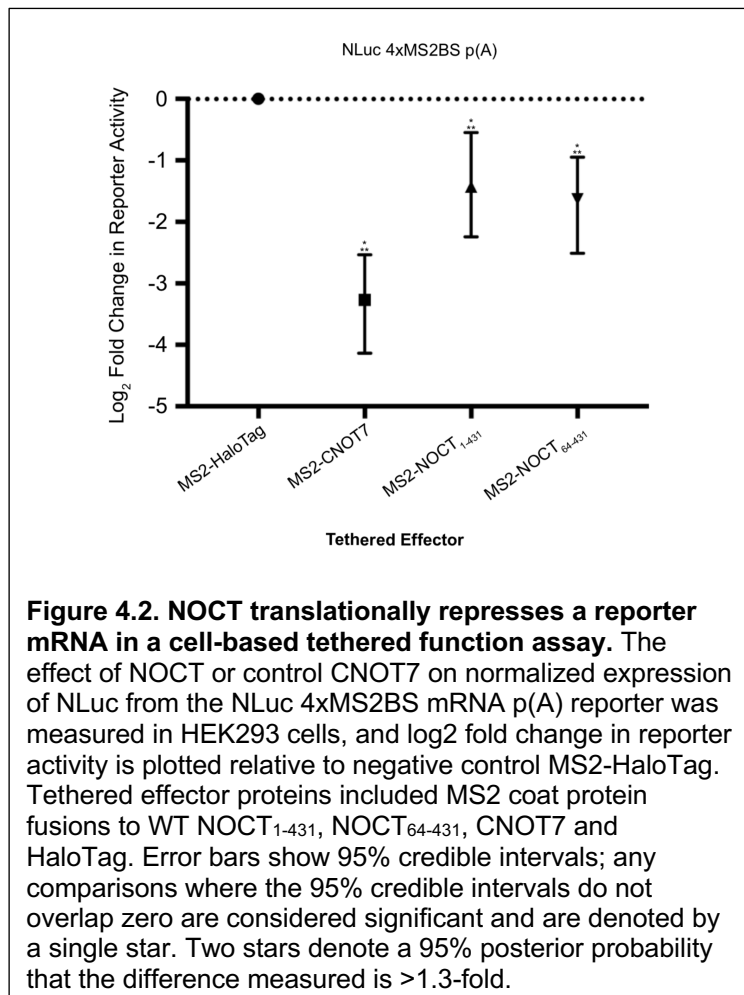 NLuc 4xMS2BS p(A)
Log2 Fold Change in Reporter Activity
0
-1
-2
-3
-4
-5
*
**
*
**
*
**
MS2-HaloTag
MS2-CNOT7
MS2-NOCT1-431
MS2-NOCT64-431
Tethered Effector
Figure 4.2. NOCT translationally represses a reporter
mRNA in a cell-based tethered function assay. The
effect of NOCT or control CNOT7 on normalized expression
of NLuc from the NLuc 4xMS2BS mRNA p(A) reporter was
measured in HEK293 cells, and log2 fold change in reporter
activity is plotted relative to negative control MS2-HaloTag.
Tethered effector proteins included MS2 coat protein
fusions to WT NOCT1-431, NOCT64-431, CNOT7 and
HaloTag. Error bars show 95% credible intervals; any
comparisons where the 95% credible intervals do not
overlap zero are considered significant and are denoted by
a single star. Two stars denote a 95% posterior probability
that the difference measured is >1.3-fold.